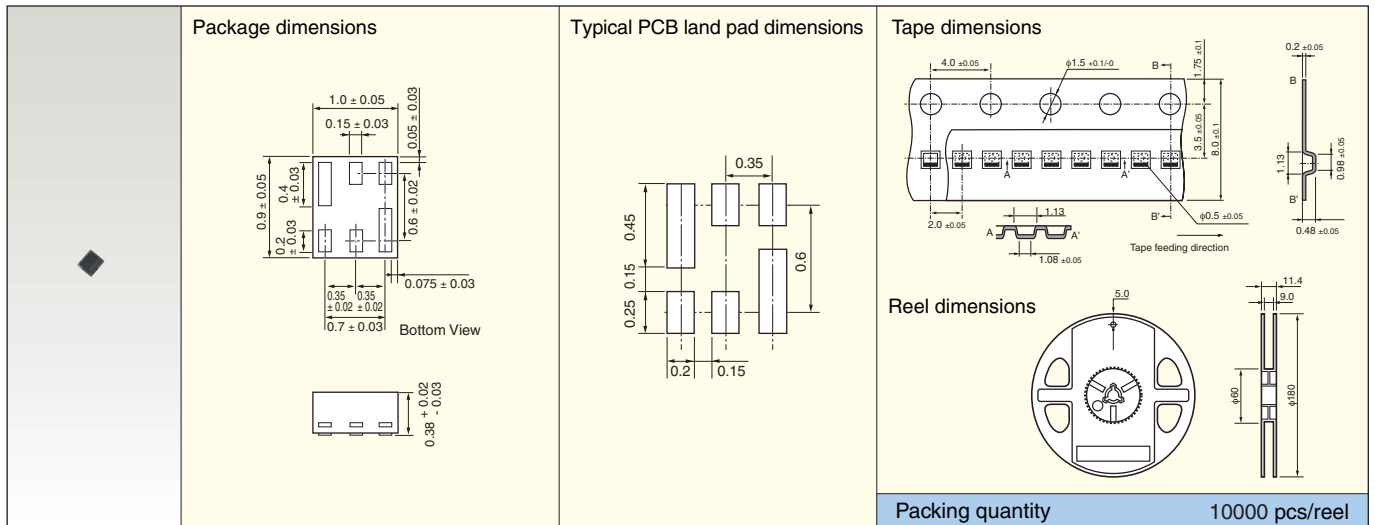 Package dimensions
1.0 ± 0.05
0.15 ± 0.03
0.05 ± 0.03
0.9 ± 0.05
0.4
± 0.03
0.2
± 0.03
0.6 ± 0.02
0.075 ± 0.03
0.35
± 0.02
0.35
± 0.02
0.7 ± 0.03
Bottom View
0.38 + 0.02
- 0.03
Typical PCB land pad dimensions
0.35
0.45
0.15
0.25
0.6
0.2
0.15
Tape dimensions
4.0 ±0.05
φ1.5 +0.1/-0
B
1.75 ±0.1
3.5 ±0.05
8.0 ±0.1
A
A'
2.0 ±0.05
1.13
B'
φ0.5 ±0.05
A
A'
1.08 ±0.05
Tape feeding direction
0.2 ±0.05
B
1.13
0.98 ±0.05
B'
0.48 ±0.05
Reel dimensions
5.0
11.4
9.0
φ60
φ180
Packing quantity 10000 pcs/reel